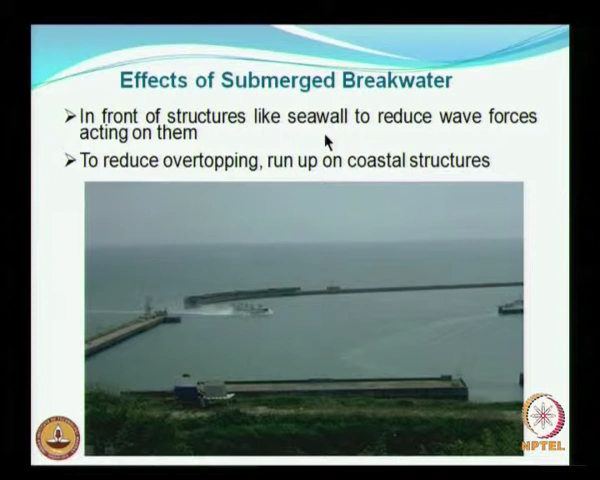 Effects of Submerged Breakwater
➢In front of structures like seawall to reduce wave forces
acting on them
➢To reduce overtopping, run up on coastal structures
NPTEL